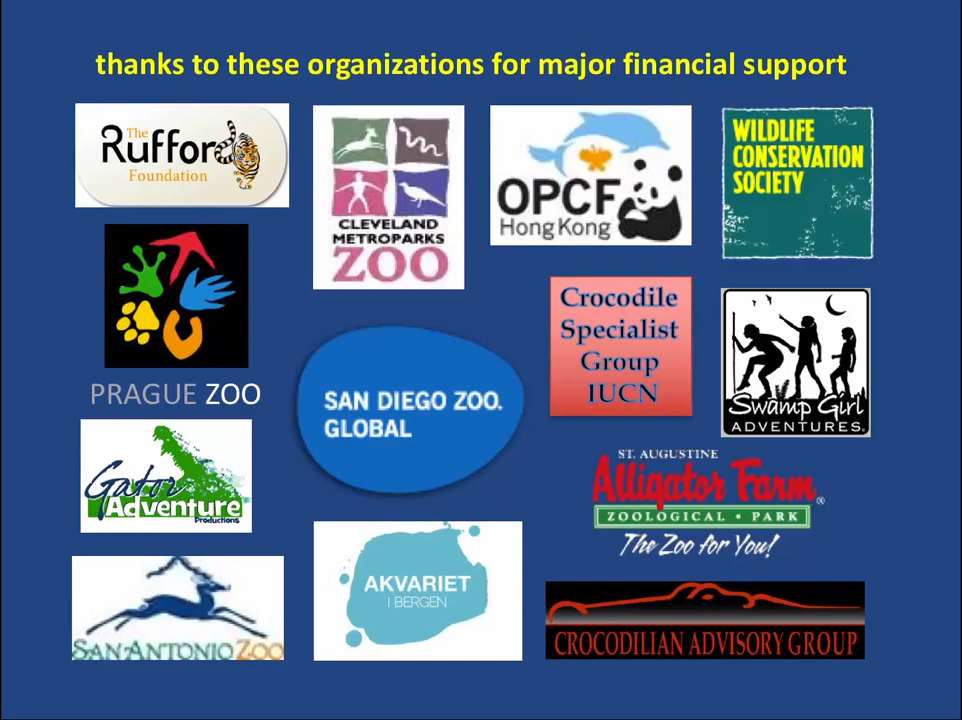 thanks to these organizations for major financial support
The
Rufford
Foundation
CLEVELAND
METROPARKS
ZOO
OPCF
Hong Kong
WILDLIFE
CONSERVATION
SOCIETY
PRAGUE ZOO
SAN DIEGO ZOO.
GLOBAL
Crocodile
Specialist
Group
IUCN
Swamp Girl
ADVENTURES®
Gator
Adventure
Productions
ST. AUGUSTINE
Alligator Farm®
ZOOLOGICAL • PARK
The Zoo for You!
SAN ANTONIO ZOO
AKVARIET
I BERGEN
CROCODILIAN ADVISORY GROUP